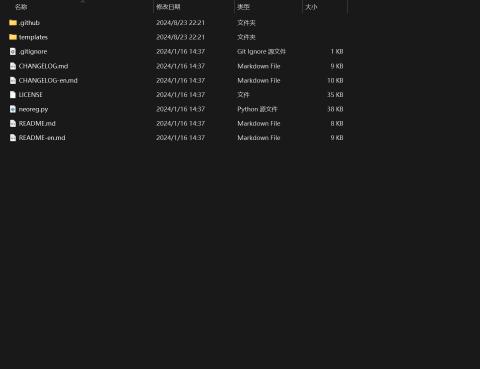 名称 修改日期 类型 大小
.github 2024/8/23 22:21 文件夹
templates 2024/8/23 22:21 文件夹
.gitignore 2024/1/16 14:37 Git Ignore 源文件 1 KB
CHANGELOG.md 2024/1/16 14:37 Markdown File 9 KB
CHANGELOG-en.md 2024/1/16 14:37 Markdown File 10 KB
LICENSE 2024/1/16 14:37 文件 35 KB
neoreg.py 2024/1/16 14:37 Python 源文件 38 KB
README.md 2024/1/16 14:37 Markdown File 8 KB
README-en.md 2024/1/16 14:37 Markdown File 9 KB